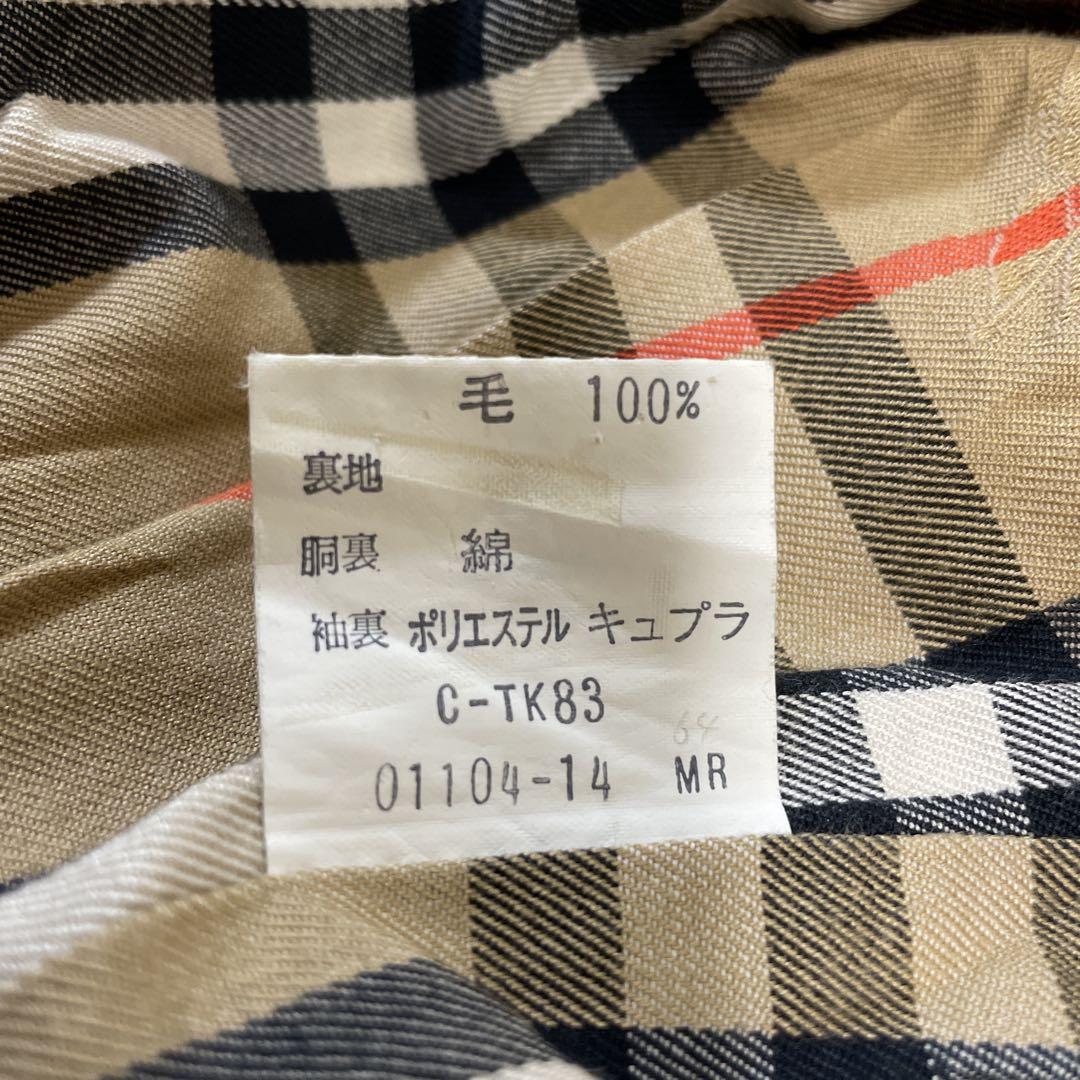 毛 100%
裏地
胴裏 綿
袖裏 ポリエステル キュプラ
C-TK83
64
01104-14 MR